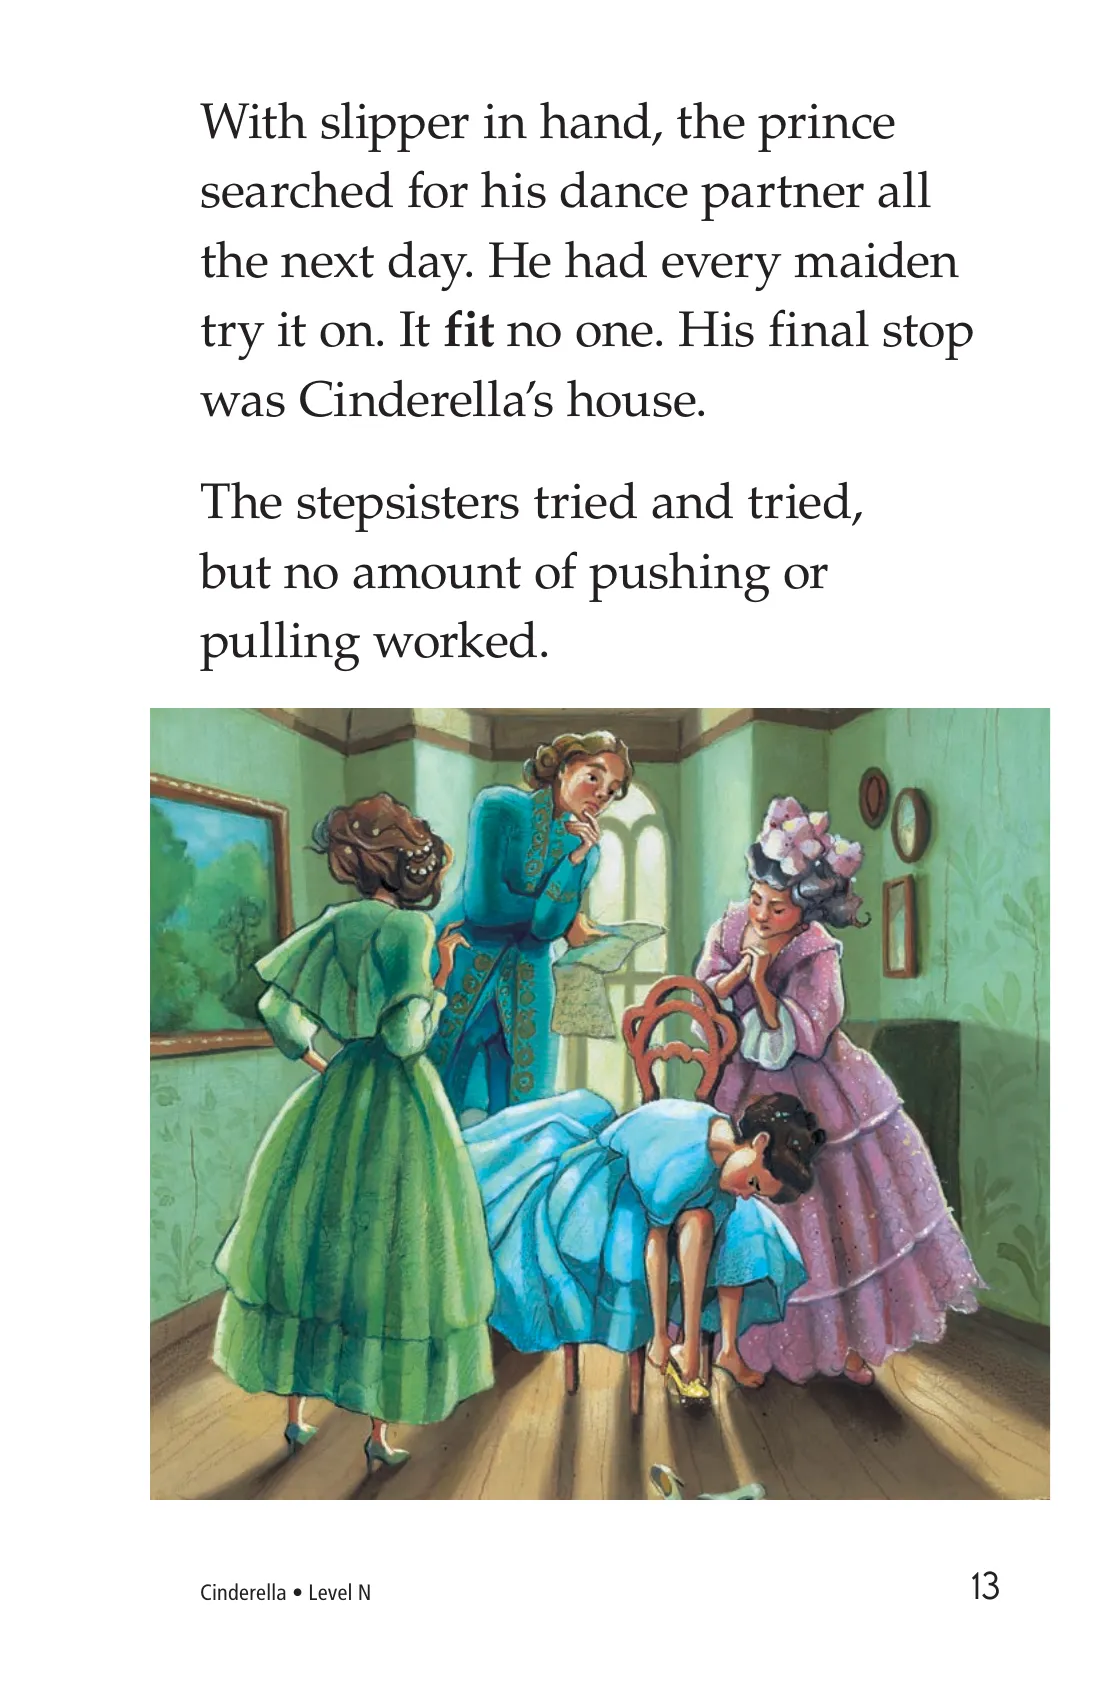 With slipper in hand, the prince
searched for his dance partner all
the next day. He had every maiden
try it on. It fit no one. His final stop
was Cinderella’s house.
The stepsisters tried and tried,
but no amount of pushing or
pulling worked.
Cinderella • Level N
13